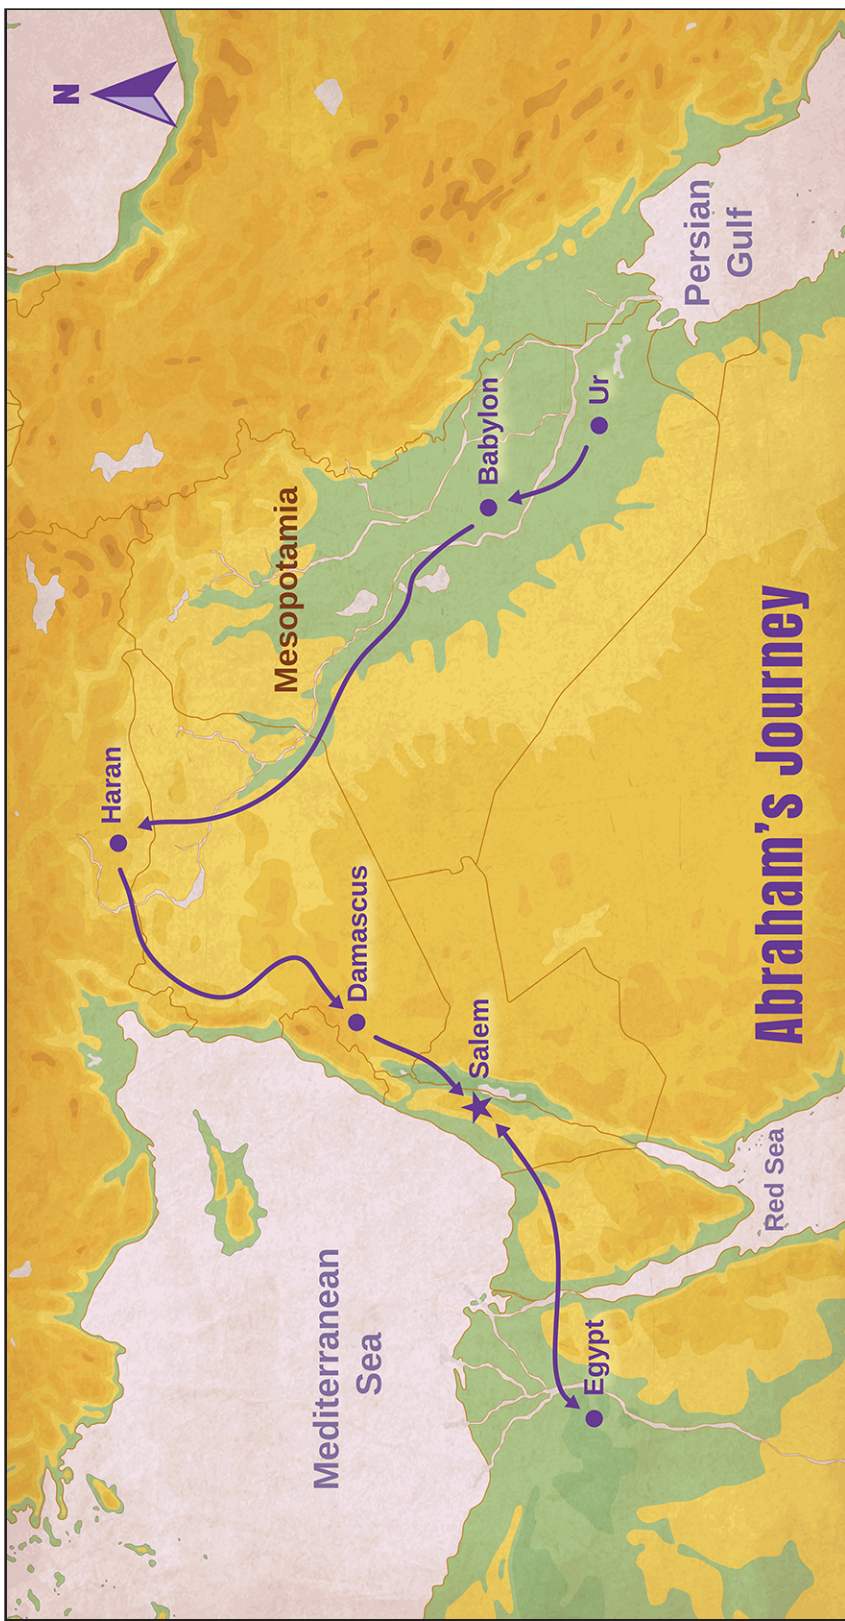 N
Mediterranean
Sea
Haran
Mesopotamia
Damascus
Babylon
Salem
Ur
Egypt
Persian
Gulf
Red Sea
Abraham's Journey